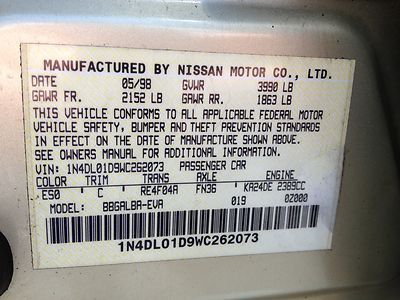 MANUFACTURED BY NISSAN MOTOR CO., LTD.
DATE 05/98 GVWR 3990 LB
GAWR FR. 2152 LB GAWR RR. 1863 LB
THIS VEHICLE CONFORMS TO ALL APPLICABLE FEDERAL MOTOR
VEHICLE SAFETY, BUMPER AND THEFT PREVENTION STANDARDS
IN EFFECT ON THE DATE OF MANUFACTURE SHOWN ABOVE.
SEE OWNERS MANUAL FOR ADDITIONAL INFORMATION
VIN: 1N4DL01D9WC262073 PASSENGER CAR
COLOR TRIM TRANS AXLE ENGINE
ES0 C RE4F04A FN36 KA24DE 2389CC
MODEL: BBGALBA-EVA 019 0Z000
1N4DL01D9WC262073